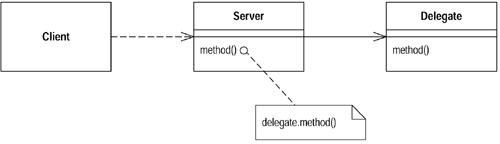 Client
Server
method()
Delegate
method()
delegate.method()